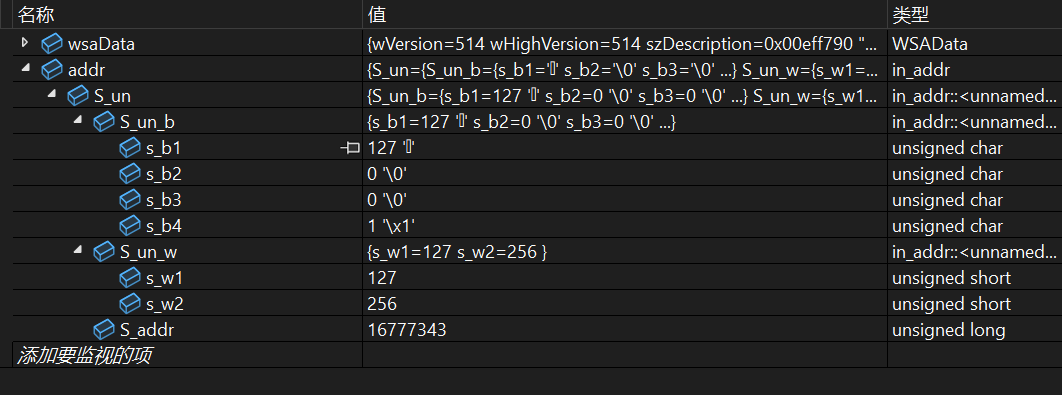 名称 值 类型
wsaData {wVersion=514 wHighVersion=514 szDescription=0x00eff790 "... WSAData
addr {S_un={S_un_b={s_b1='▯' s_b2='\0' s_b3='\0' ...} S_un_w={s_w1=... in_addr
S_un {S_un_b={s_b1=127 '▯' s_b2=0 '\0' s_b3=0 '\0' ...} S_un_w={s_w1... in_addr::<unnamed...
S_un_b {s_b1=127 '▯' s_b2=0 '\0' s_b3=0 '\0' ...} in_addr::<unnamed...
s_b1 127 '▯' unsigned char
s_b2 0 '\0' unsigned char
s_b3 0 '\0' unsigned char
s_b4 1 '\x1' unsigned char
S_un_w {s_w1=127 s_w2=256 } in_addr::<unnamed...
s_w1 127 unsigned short
s_w2 256 unsigned short
S_addr 16777343 unsigned long
添加要监视的项